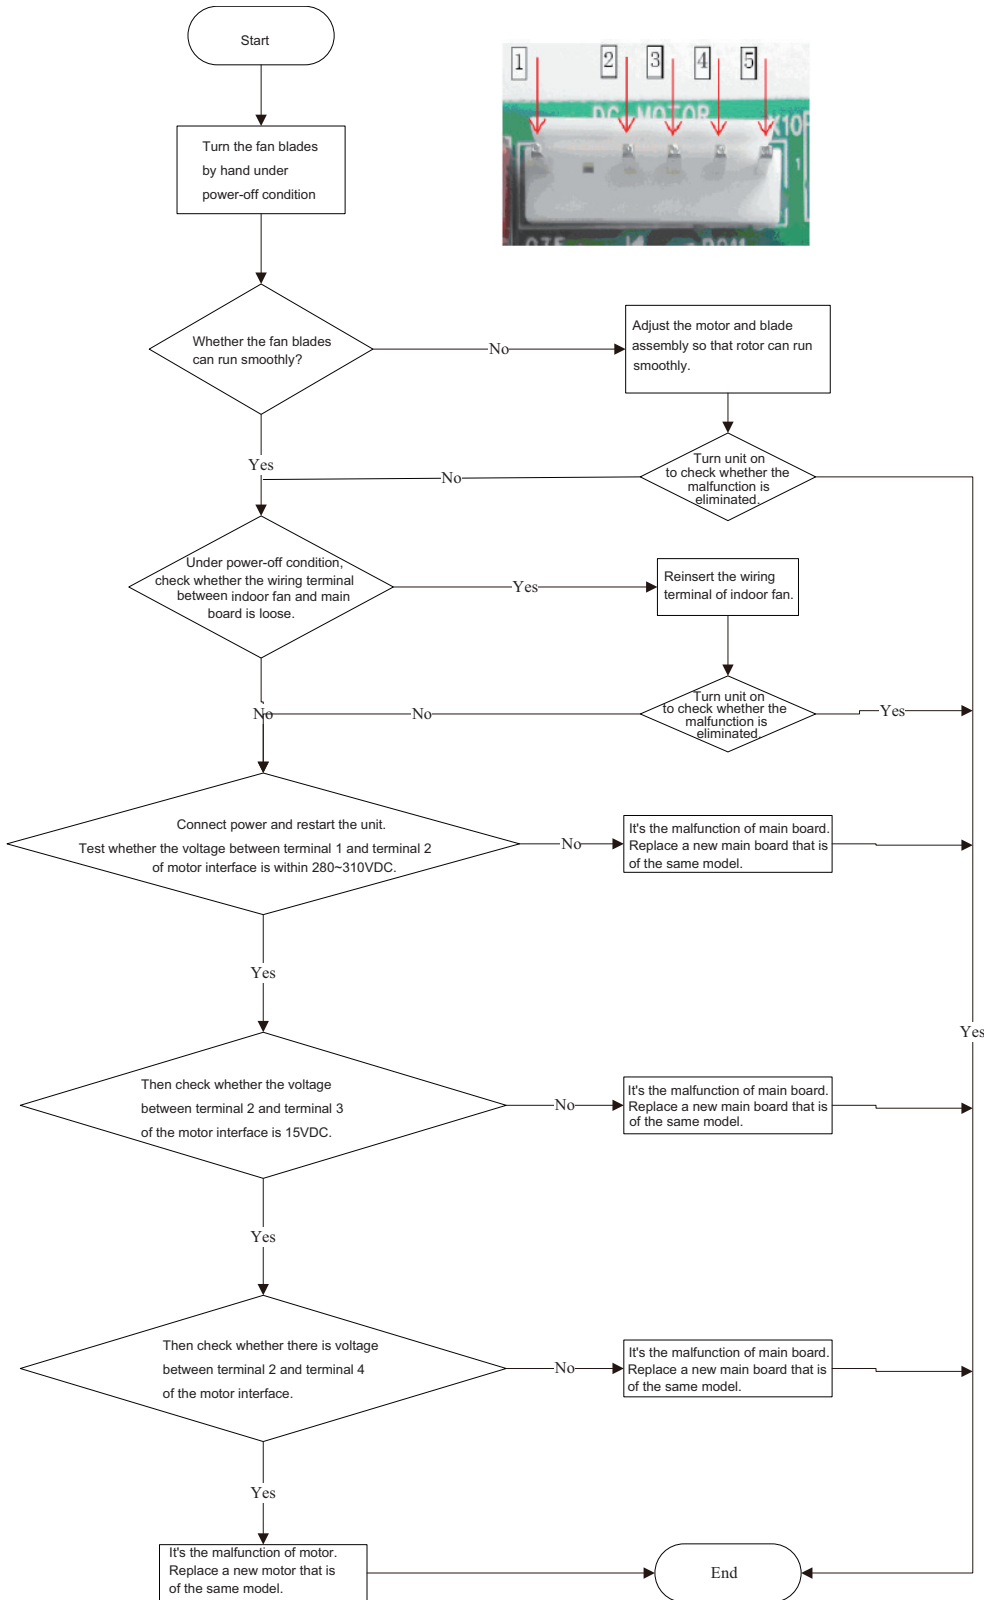 Start
1
2
3
4
5
DC-MOTOR
X10
1
Turn the fan blades
by hand under
power-off condition
Whether the fan blades
can run smoothly?
No
Adjust the motor and blade
assembly so that rotor can run
smoothly.
Yes
No
Turn unit on
to check whether the
malfunction is
eliminated.
Under power-off condition,
check whether the wiring terminal
between indoor fan and main
board is loose.
Yes
Reinsert the wiring
terminal of indoor fan.
No
No
Turn unit on
to check whether the
malfunction is
eliminated.
Yes
Connect power and restart the unit.
Test whether the voltage between terminal 1 and terminal 2
of motor interface is within 280~310VDC.
No
It's the malfunction of main board.
Replace a new main board that is
of the same model.
Yes
Yes
Then check whether the voltage
between terminal 2 and terminal 3
of the motor interface is 15VDC.
No
It's the malfunction of main board.
Replace a new main board that is
of the same model.
Yes
Then check whether there is voltage
between terminal 2 and terminal 4
of the motor interface.
No
It's the malfunction of main board.
Replace a new main board that is
of the same model.
Yes
It's the malfunction of motor.
Replace a new motor that is
of the same model.
End